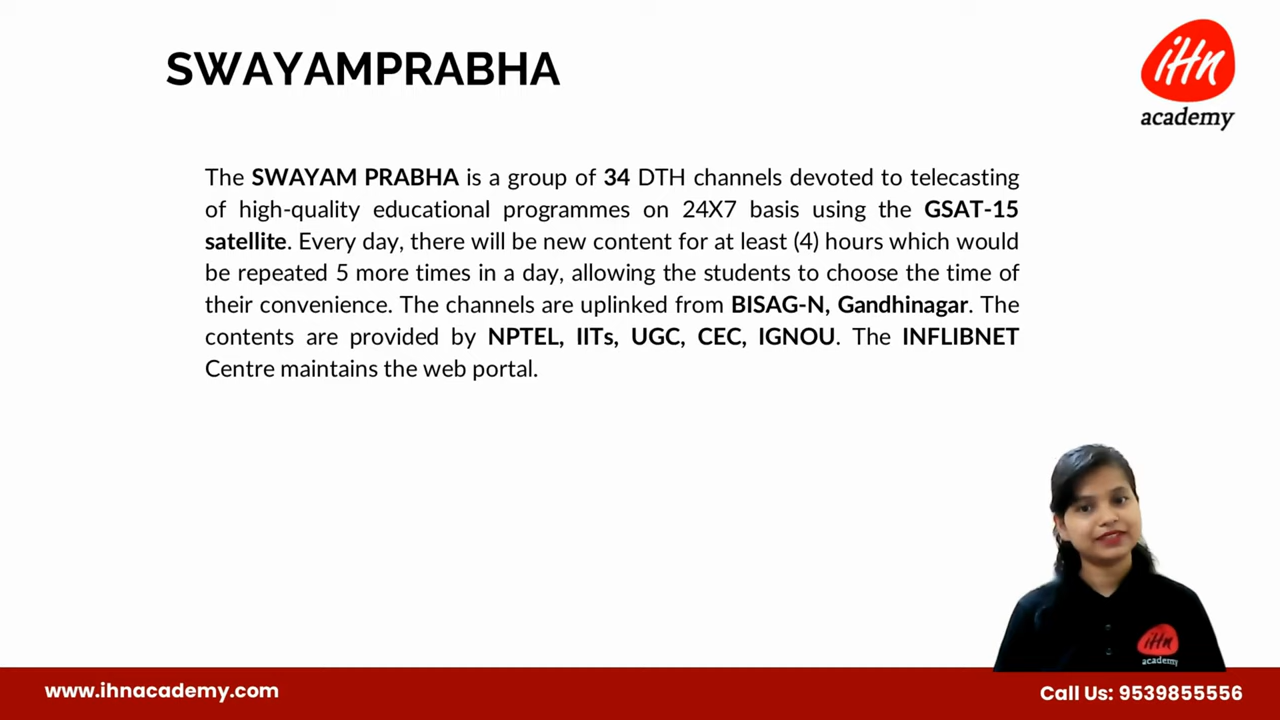 SWAYAMPRABHA
iHn
academy
The SWAYAM PRABHA is a group of 34 DTH channels devoted to telecasting
of high-quality educational programmes on 24X7 basis using the GSAT-15
satellite. Every day, there will be new content for at least (4) hours which would
be repeated 5 more times in a day, allowing the students to choose the time of
their convenience. The channels are uplinked from BISAG-N, Gandhinagar. The
contents are provided by NPTEL, IITs, UGC, CEC, IGNOU. The INFLIBNET
Centre maintains the web portal.
iHn
academy
www.ihnacademy.com
Call Us: 9539855556